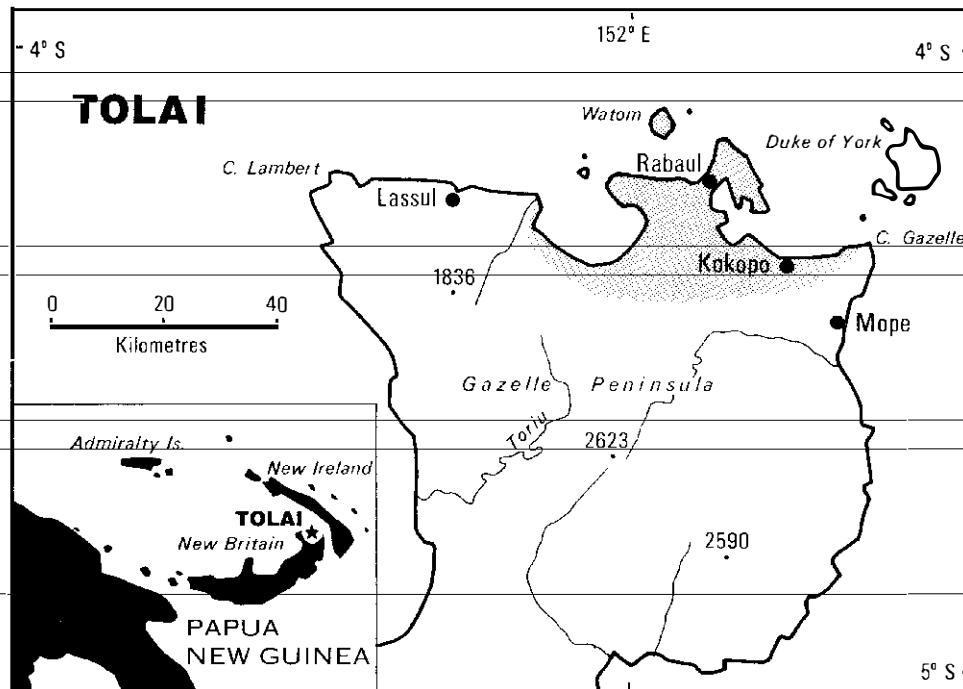 152° E
4° S
4° S
TOLAI
Watom
Duke of York
C. Lambert
Rabaul
Lassul
C. Gazelle
Kokopo
1836
0 20 40
Kilometres
Mope
Gazelle Peninsula
Toriu
2623
Admiralty Is.
New Ireland
TOLAI
New Britain
2590
PAPUA
NEW GUINEA
5° S